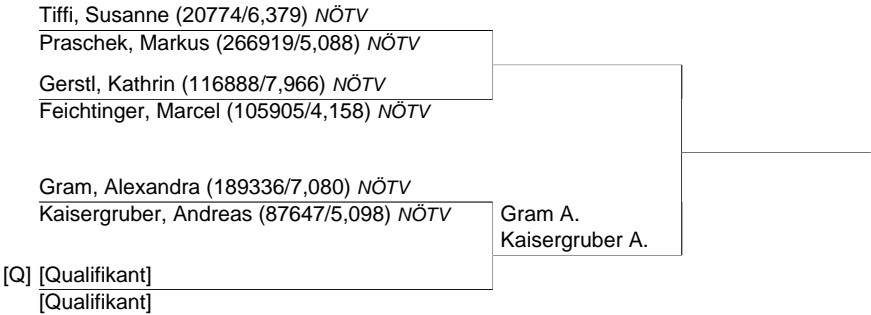 Tiffi, Susanne (20774/6,379) NÖTV
Praschek, Markus (266919/5,088) NÖTV
Gerstl, Kathrin (116888/7,966) NÖTV
Feichtinger, Marcel (105905/4,158) NÖTV
Gram, Alexandra (189336/7,080) NÖTV
Kaisergruber, Andreas (87647/5,098) NÖTV
Gram A.
Kaisergruber A.
[Q] [Qualifikant]
[Qualifikant]